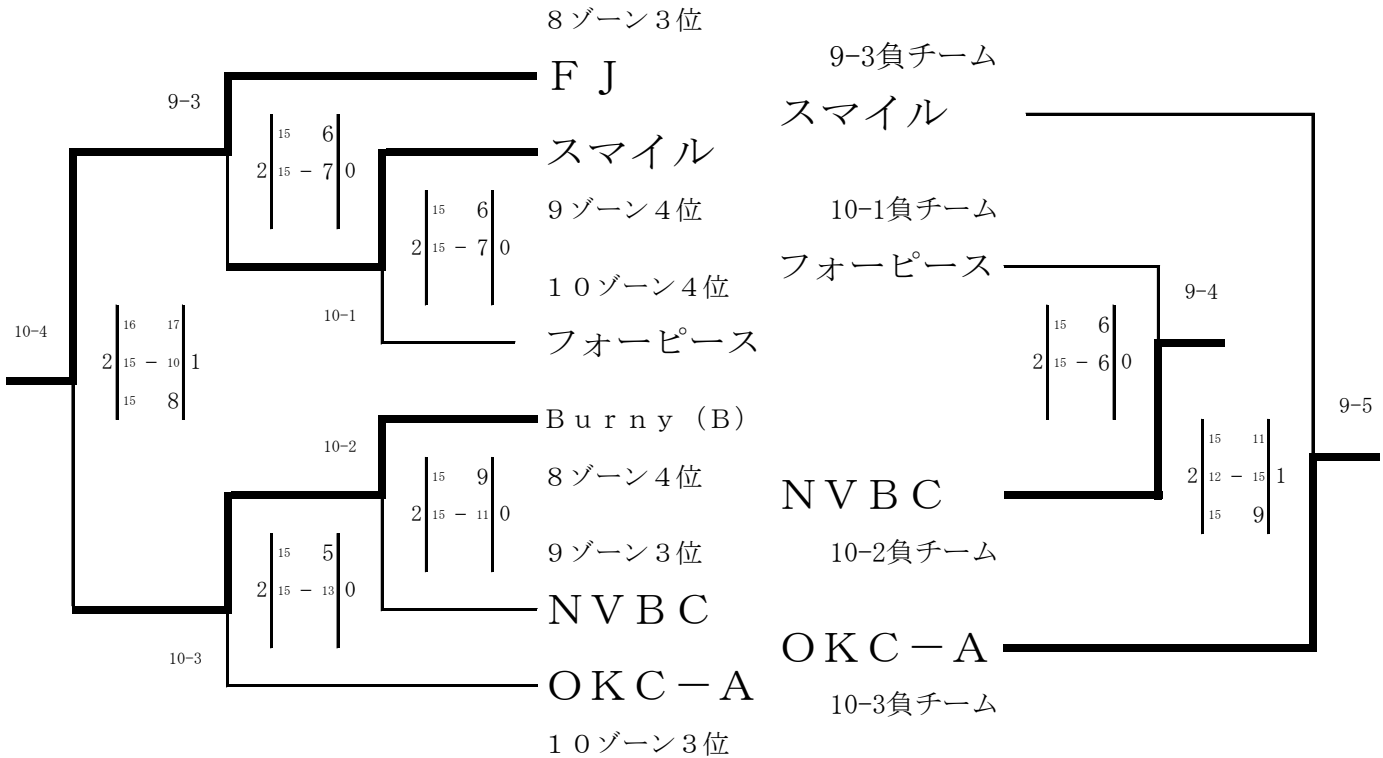 ８ゾーン３位
ＦＪ
9-3
15 6
2 15 － 7 0
スマイル
９ゾーン４位
15 6
2 15 － 7 0
１０ゾーン４位
10-1
フォーピース
10-4
16 17
2 15 － 10 1
15 8
Ｂｕｒｎｙ（Ｂ）
10-2
８ゾーン４位
15 9
2 15 － 11 0
９ゾーン３位
15 5
2 15 － 13 0
ＮＶＢＣ
10-3
ＯＫＣ－Ａ
１０ゾーン３位
9-3負チーム
スマイル
10-1負チーム
フォーピース
9-4
15 6
2 15 － 6 0
9-5
15 11
2 12 － 15 1
15 9
ＮＶＢＣ
10-2負チーム
ＯＫＣ－Ａ
10-3負チーム